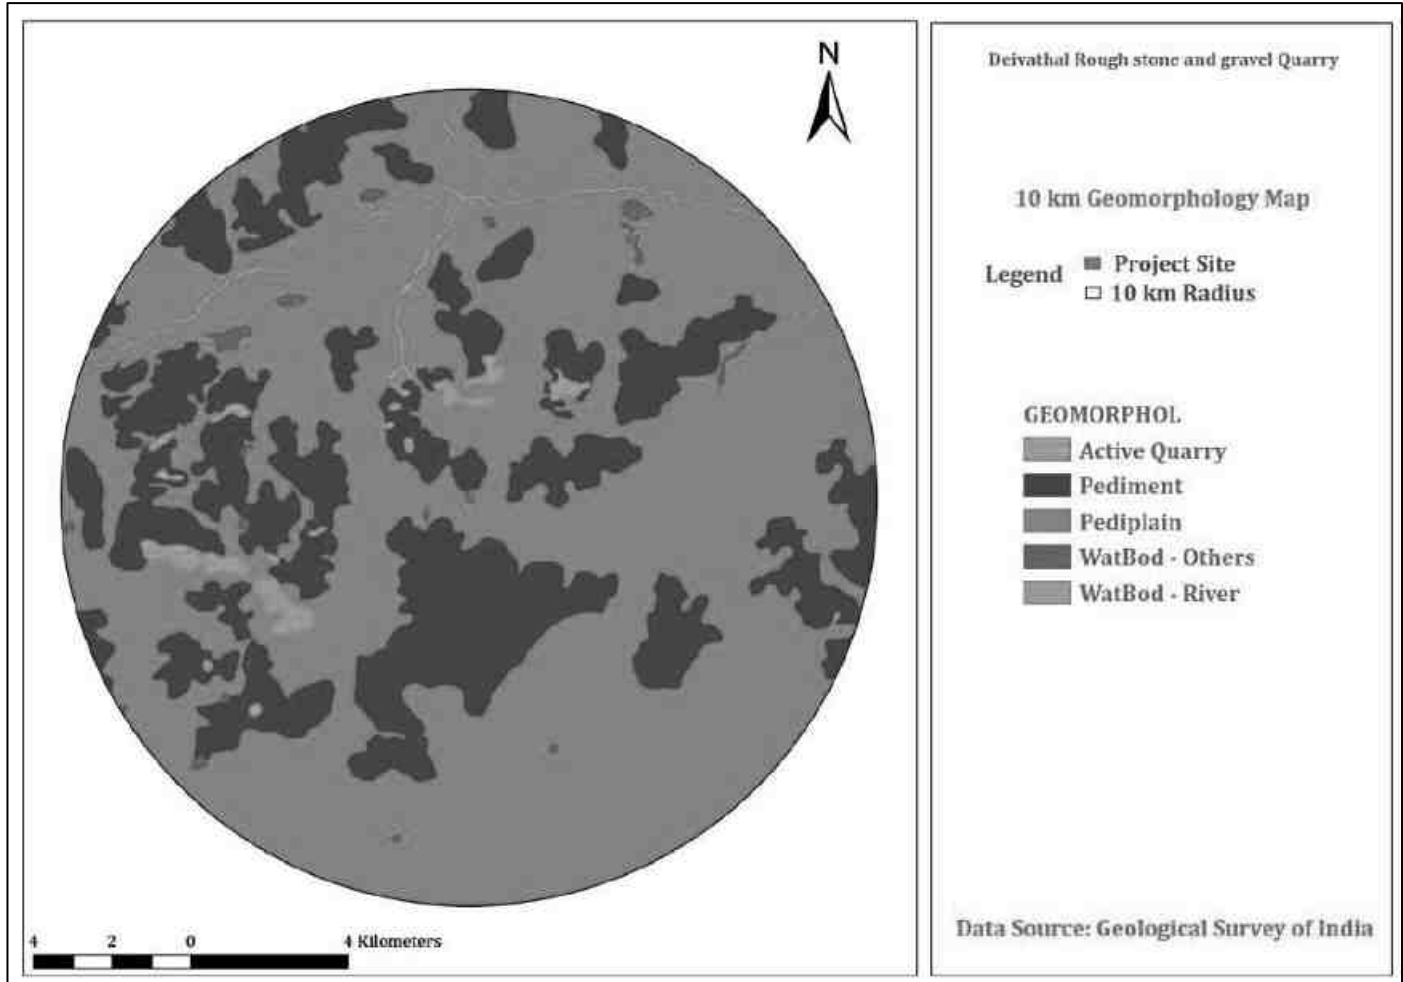 N
Deivathal Rough stone and gravel Quarry
10 km Geomorphology Map
Legend
Project Site
10 km Radius
GEOMORPHOL
Active Quarry
Pediment
Pediplain
WatBod - Others
WatBod - River
4 2 0 4 Kilometers
Data Source: Geological Survey of India